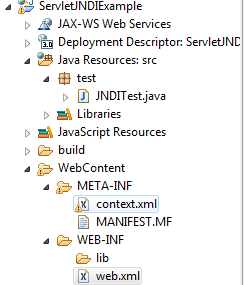 ServletJNDIExample
JAX-WS Web Services
Deployment Descriptor: ServletJND
Java Resources: src
test
JNDITest.java
Libraries
JavaScript Resources
build
WebContent
META-INF
context.xml
MANIFEST.MF
WEB-INF
lib
web.xml